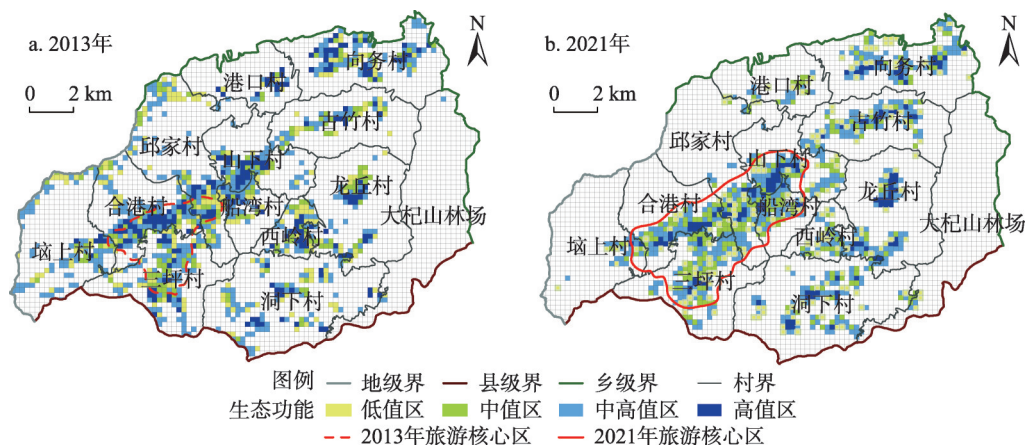 a. 2013年
0 2 km
N
向务村
港口村
古竹村
邱家村
山下村
龙丘村
合港村
船湾村
大杞山林场
西岭村
垴上村
三坪村
洞下村
b. 2021年
0 2 km
N
向务村
港口村
古竹村
邱家村
山下村
龙丘村
合港村
船湾村
大杞山林场
西岭村
垴上村
三坪村
洞下村
图例 地级界 县级界 乡级界 村界
生态功能 低值区 中值区 中高值区 高值区
2013年旅游核心区 2021年旅游核心区